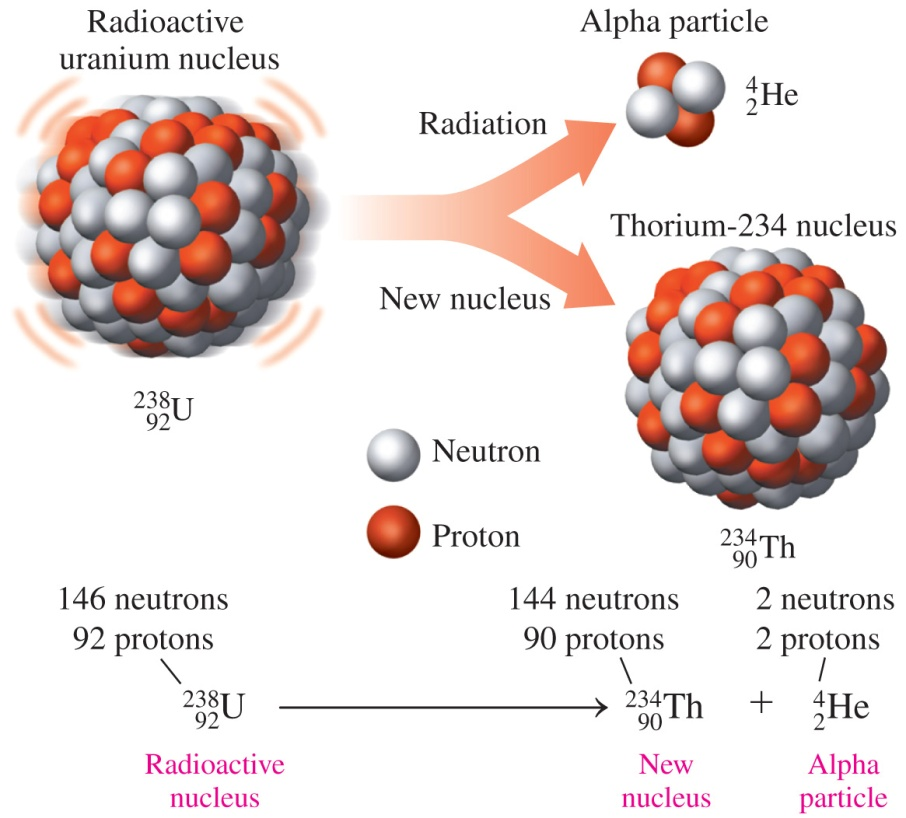 Radioactive
uranium nucleus
Alpha particle
⁴₂He
Radiation
Thorium-234 nucleus
New nucleus
²³⁸₉₂U
Neutron
Proton
²³⁴₉₀Th
146 neutrons
92 protons
144 neutrons
90 protons
2 neutrons
2 protons
²³⁸₉₂U ⟶ ²³⁴₉₀Th + ⁴₂He
Radioactive
nucleus
New
nucleus
Alpha
particle